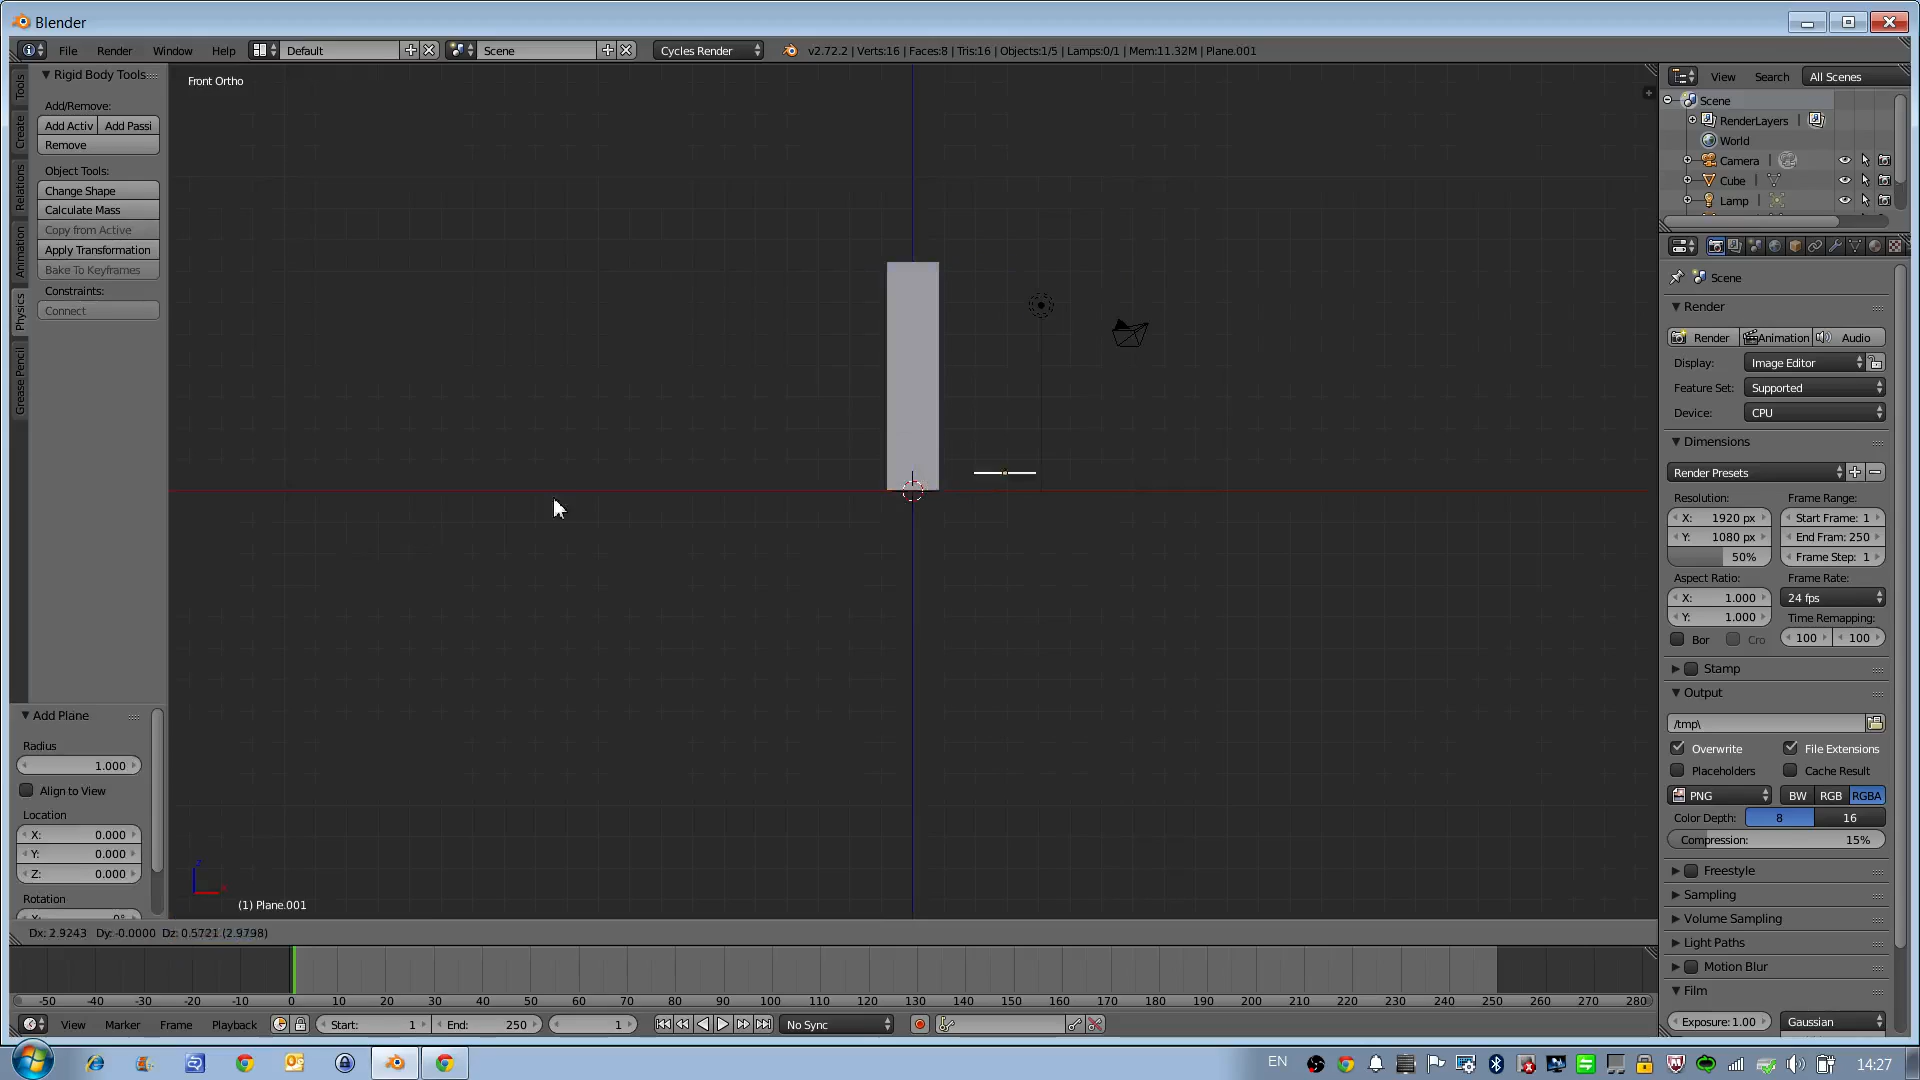 Blender
File Render Window Help Default Scene Cycles Render v2.72.2 | Verts:16 | Faces:8 | Tris:16 | Objects:1/5 | Lamps:0/1 | Mem:11.32M | Plane.001
Tools
Create
Relations
Animation
Physics
Grease Pencil
Rigid Body Tools
Add/Remove:
Add Activ Add Passi
Remove
Object Tools:
Change Shape
Calculate Mass
Copy from Active
Apply Transformation
Bake To Keyframes
Constraints:
Connect
Add Plane
Radius
1.000
Align to View
Location
X: 0.000
Y: 0.000
Z: 0.000
Rotation
Front Ortho
(1) Plane.001
Dx: 2.9243 Dy: -0.0000 Dz: 0.5721 (2.9798)
View Search All Scenes
Scene
RenderLayers
World
Camera
Cube
Lamp
Scene
Render
Render Animation Audio
Display: Image Editor
Feature Set: Supported
Device: CPU
Dimensions
Render Presets
Resolution: Frame Range:
X: 1920 px Start Frame: 1
Y: 1080 px End Fram: 250
50% Frame Step: 1
Aspect Ratio: Frame Rate:
X: 1.000 24 fps
Y: 1.000 Time Remapping:
Bor Cro 100 100
Stamp
Output
/tmp\
Overwrite File Extensions
Placeholders Cache Result
PNG BW RGB RGBA
Color Depth: 8 16
Compression: 15%
Freestyle
Sampling
Volume Sampling
Light Paths
Motion Blur
Film
Exposure: 1.00 Gaussian
-50 -40 -30 -20 -10 0 10 20 30 40 50 60 70 80 90 100 110 120 130 140 150 160 170 180 190 200 210 220 230 240 250 260 270 280
View Marker Frame Playback Start: 1 End: 250 1 No Sync
EN 14:27